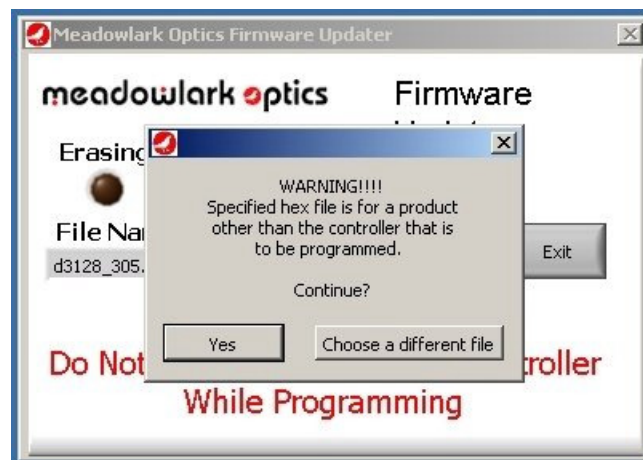 Meadowlark Optics Firmware Updater
meadowlark optics
Firmware
Erasing
WARNING!!!!
Specified hex file is for a product
other than the controller that is
to be programmed.
Continue?
File Na
d3128_305.
Exit
Yes
Choose a different file
Do Not
troller
While Programming